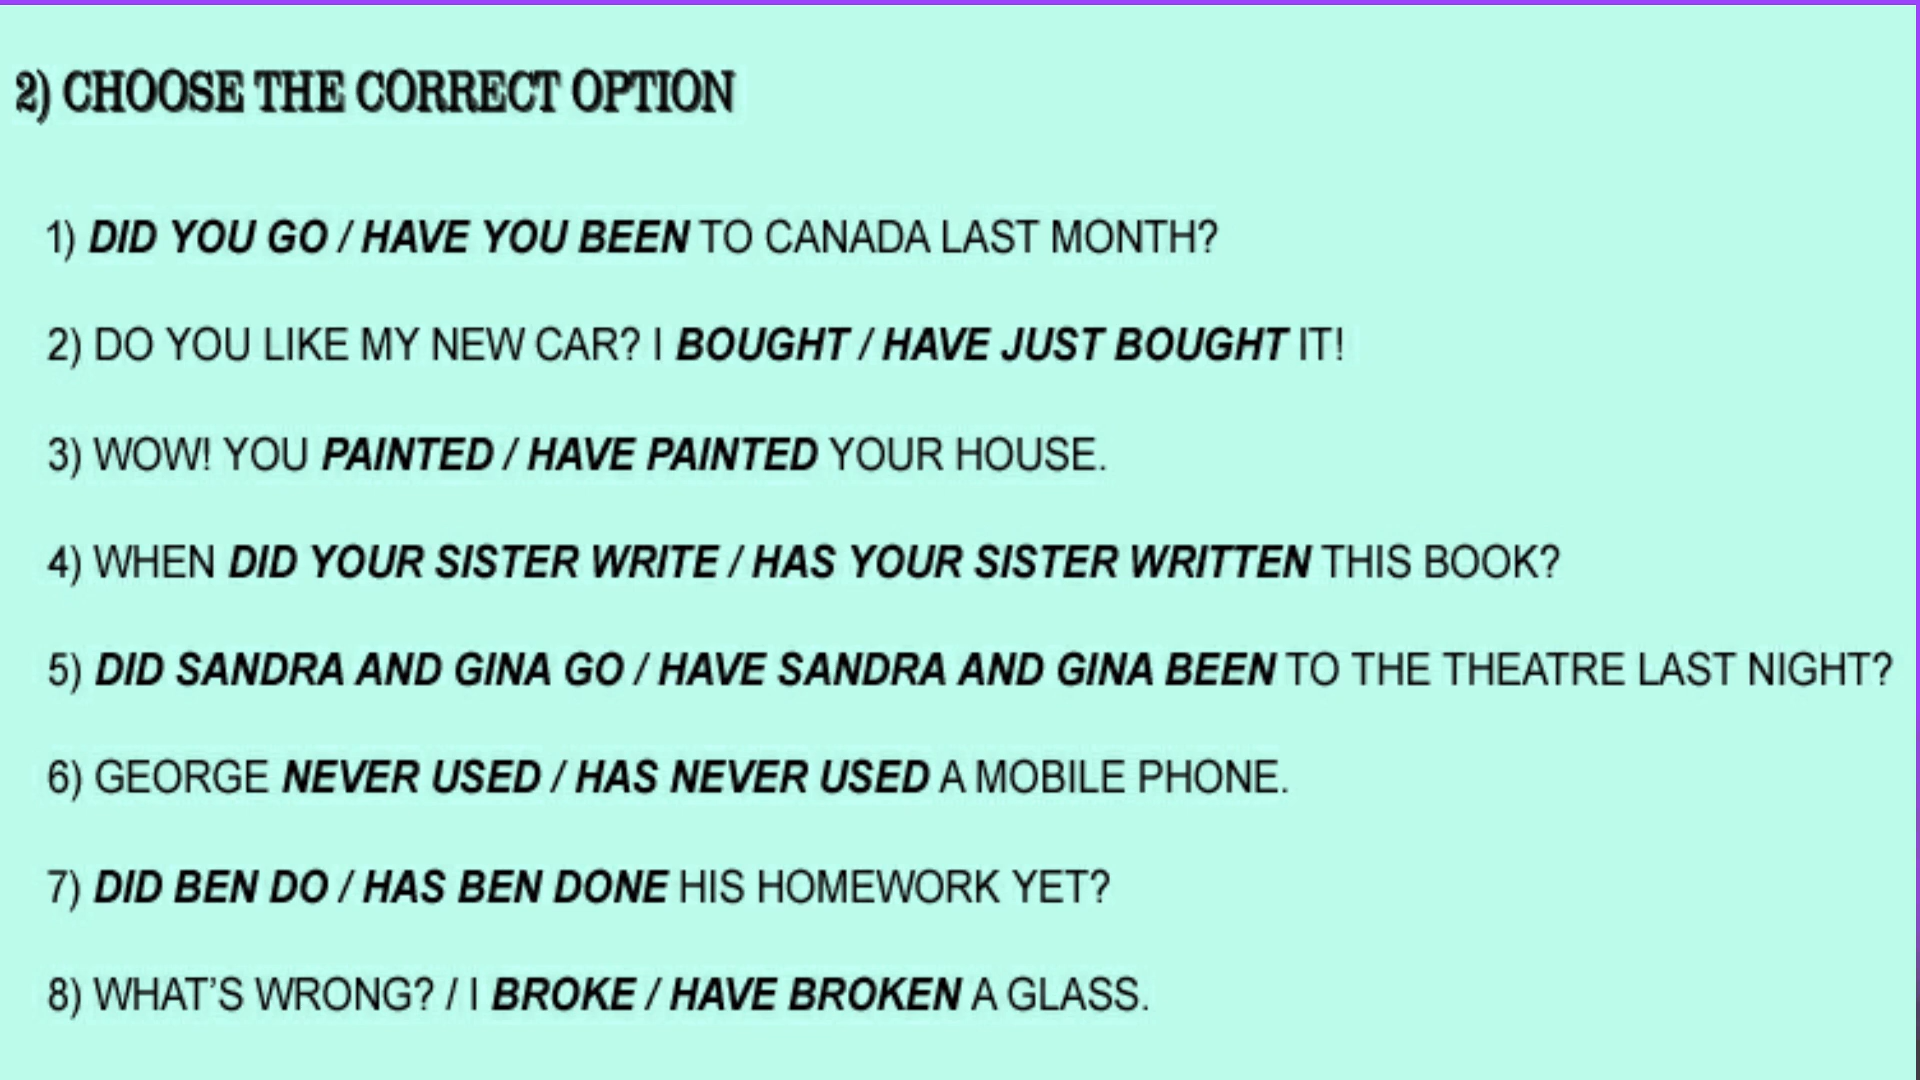 2) CHOOSE THE CORRECT OPTION
1) DID YOU GO / HAVE YOU BEEN TO CANADA LAST MONTH?
2) DO YOU LIKE MY NEW CAR? I BOUGHT / HAVE JUST BOUGHT IT!
3) WOW! YOU PAINTED / HAVE PAINTED YOUR HOUSE.
4) WHEN DID YOUR SISTER WRITE / HAS YOUR SISTER WRITTEN THIS BOOK?
5) DID SANDRA AND GINA GO / HAVE SANDRA AND GINA BEEN TO THE THEATRE LAST NIGHT?
6) GEORGE NEVER USED / HAS NEVER USED A MOBILE PHONE.
7) DID BEN DO / HAS BEN DONE HIS HOMEWORK YET?
8) WHAT'S WRONG? / I BROKE / HAVE BROKEN A GLASS.